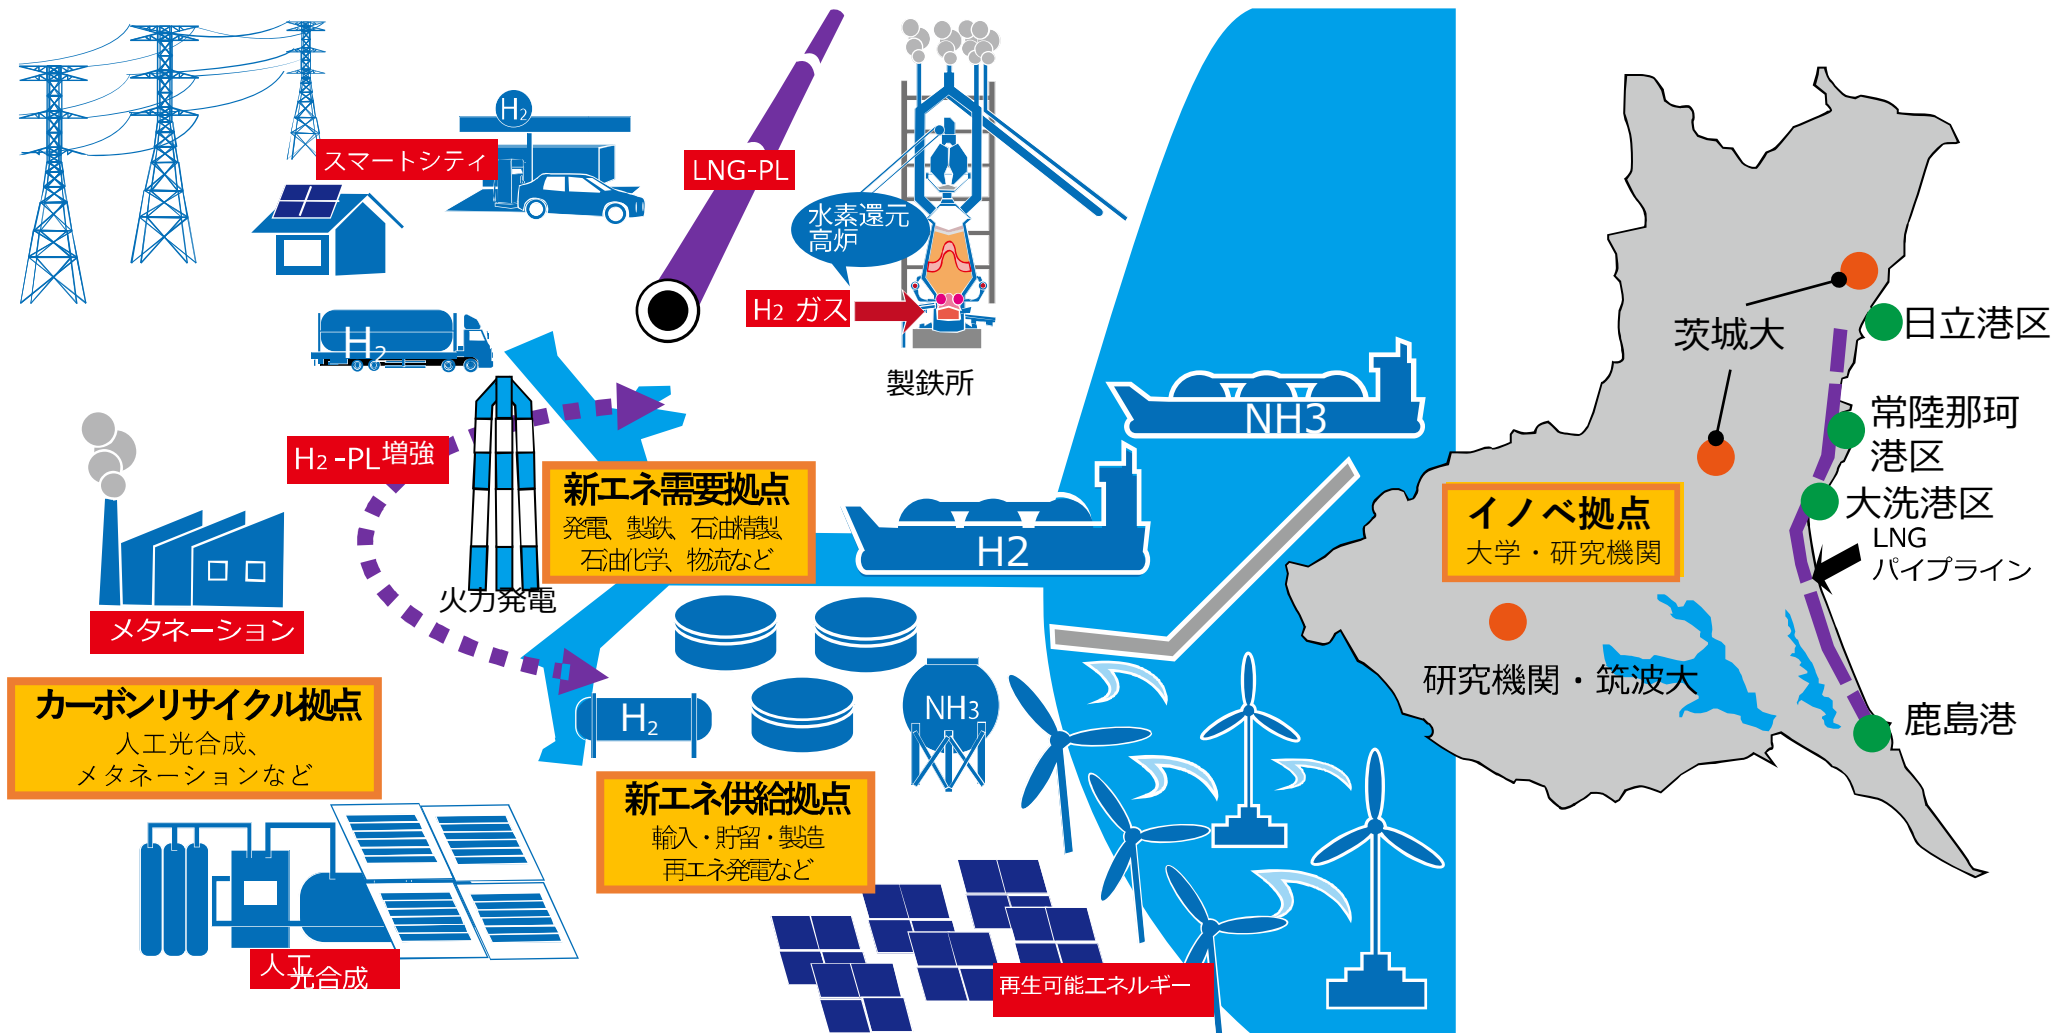 H2
スマートシティ
LNG-PL
水素還元
高炉
H2 ガス
製鉄所
H2
H2-PL増強
火力発電
新エネ需要拠点
発電、製鉄、石油精製、
石油化学、物流など
NH3
H2
メタネーション
カーボンリサイクル拠点
人工光合成、
メタネーションなど
人工
光合成
H2
NH3
新エネ供給拠点
輸入・貯留・製造
再エネ発電など
再生可能エネルギー
茨城大
日立港区
常陸那珂
港区
大洗港区
LNG
パイプライン
イノベ拠点
大学・研究機関
研究機関・筑波大
鹿島港